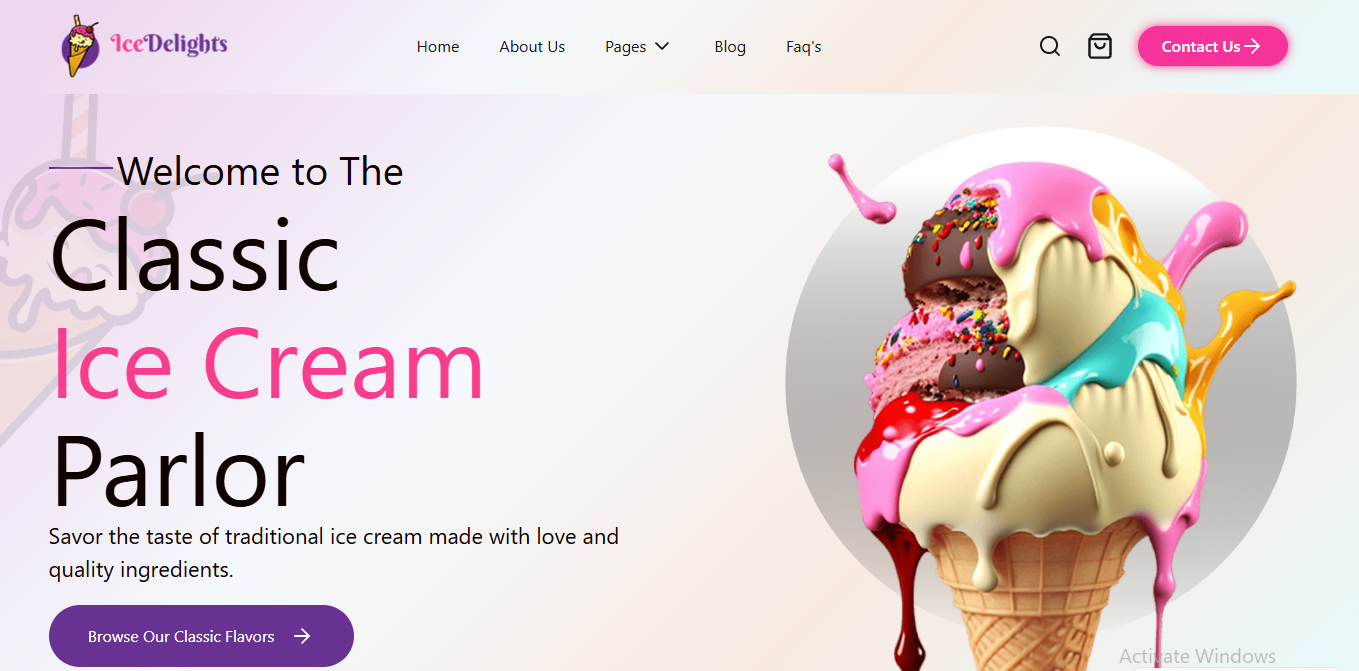 IceDelights
Home
About Us
Pages
Blog
Faq's
Contact Us
Welcome to The
Classic
Ice Cream
Parlor
Savor the taste of traditional ice cream made with love and
quality ingredients.
Browse Our Classic Flavors
Activate Windows